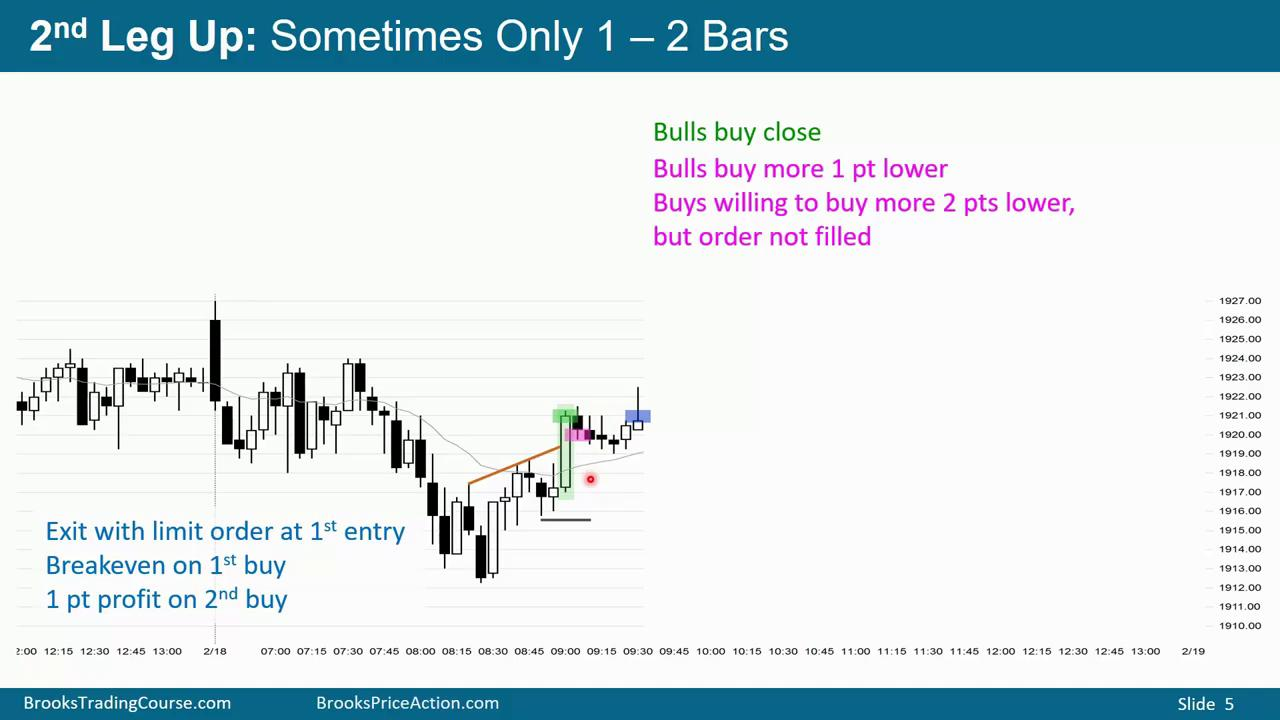 2nd Leg Up: Sometimes Only 1 – 2 Bars
Bulls buy close
Bulls buy more 1 pt lower
Buys willing to buy more 2 pts lower,
but order not filled
1927.00
1926.00
1925.00
1924.00
1923.00
1922.00
1921.00
1920.00
1919.00
1918.00
1917.00
1916.00
1915.00
1914.00
1913.00
1912.00
1911.00
1910.00
Exit with limit order at 1st entry
Breakeven on 1st buy
1 pt profit on 2nd buy
2:00 12:15 12:30 12:45 13:00 2/18 07:00 07:15 07:30 07:45 08:00 08:15 08:30 08:45 09:00 09:15 09:30 09:45 10:00 10:15 10:30 10:45 11:00 11:15 11:30 11:45 12:00 12:15 12:30 12:45 13:00 2/19
BrooksTradingCourse.com BrooksPriceAction.com Slide 5